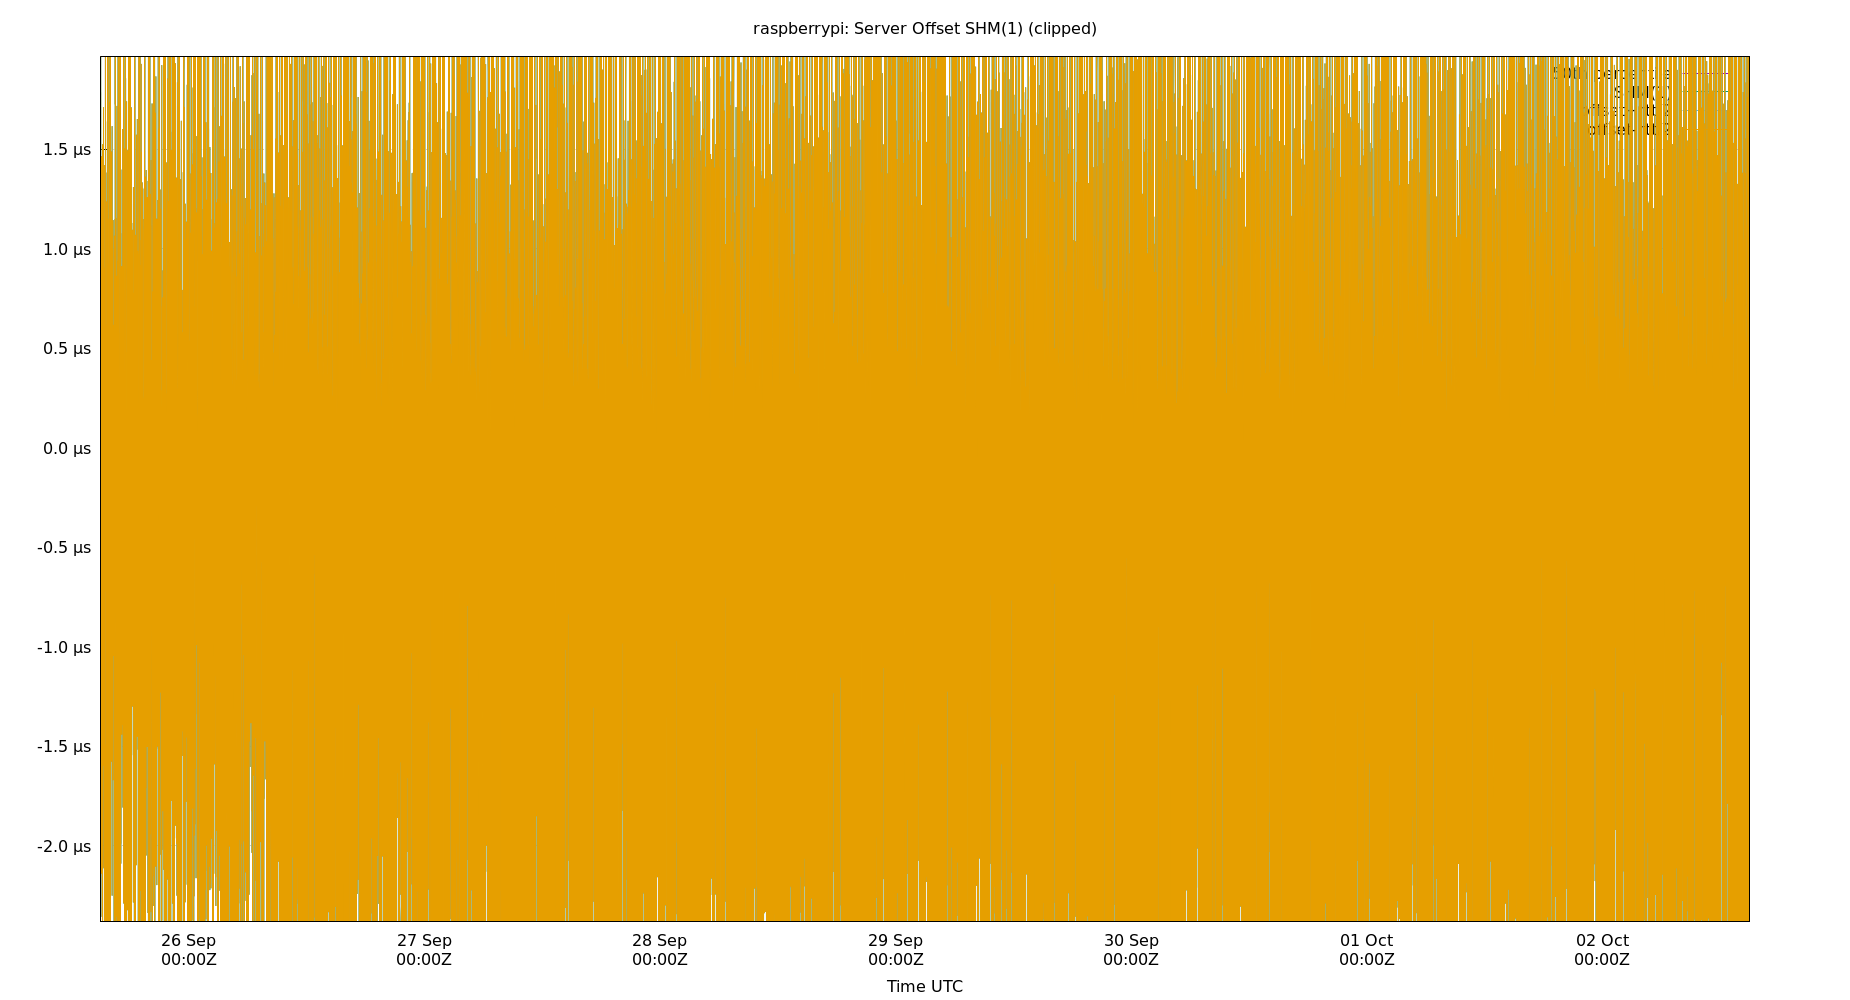 raspberrypi: Server Offset SHM(1) (clipped)
1.5 µs
1.0 µs
0.5 µs
0.0 µs
-0.5 µs
-1.0 µs
-1.5 µs
-2.0 µs
26 Sep 27 Sep 28 Sep 29 Sep 30 Sep 01 Oct 02 Oct
00:00Z 00:00Z 00:00Z 00:00Z 00:00Z 00:00Z 00:00Z
Time UTC